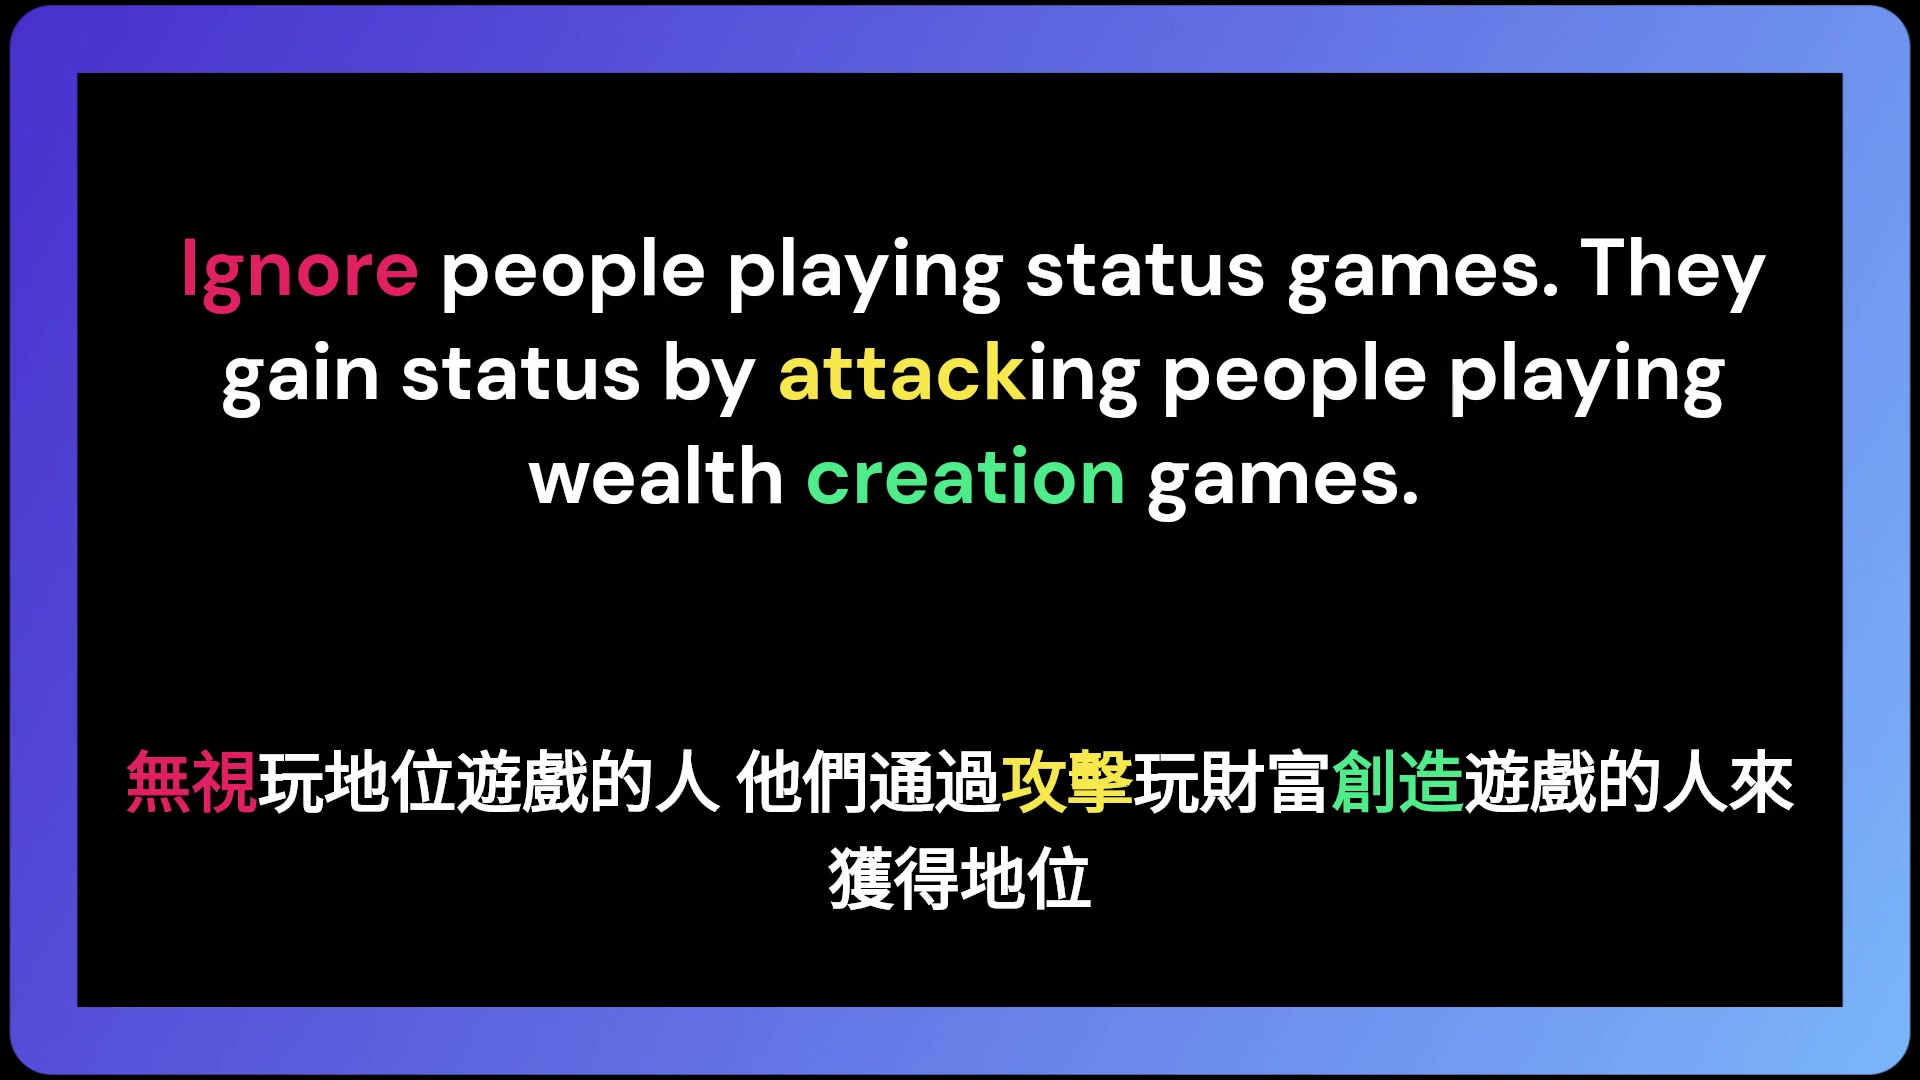 Ignore people playing status games. They
gain status by attacking people playing
wealth creation games.
無視玩地位遊戲的人 他們通過攻擊玩財富創造遊戲的人來
獲得地位